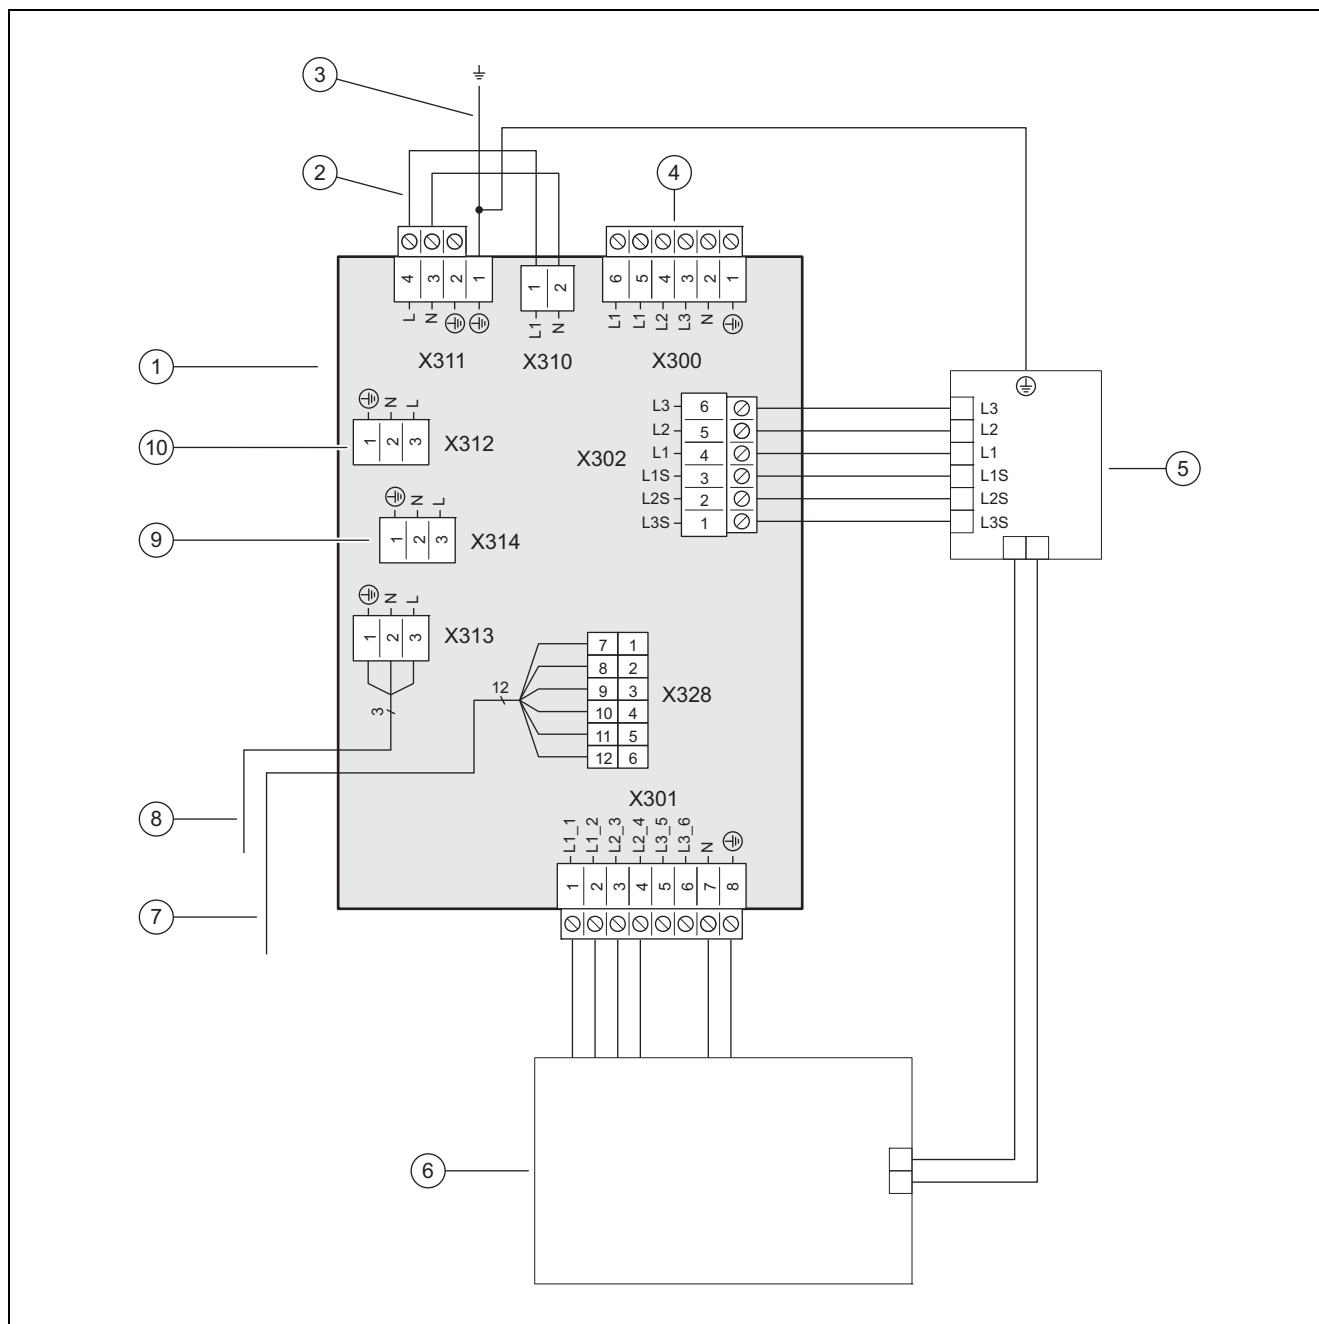 3
2
4
4 3 2 1
1 2
6 5 4 3 2 1
L N
L1 N
L1 L1 L2 L3 N
X311 X310 X300
1
N L
1 2 3
X312
10
L3 6
L2 5
L1 4
L1S 3
L2S 2
L3S 1
X302
L3
L2
L1
L1S
L2S
L3S
5
N L
1 2 3
X314
9
N L
1 2 3
X313
3
12
7 1
8 2
9 3
10 4
11 5
12 6
X328
8
7
X301
L1_1 L1_2 L2_3 L2_4 L3_5 L3_6 N
1 2 3 4 5 6 7 8
6